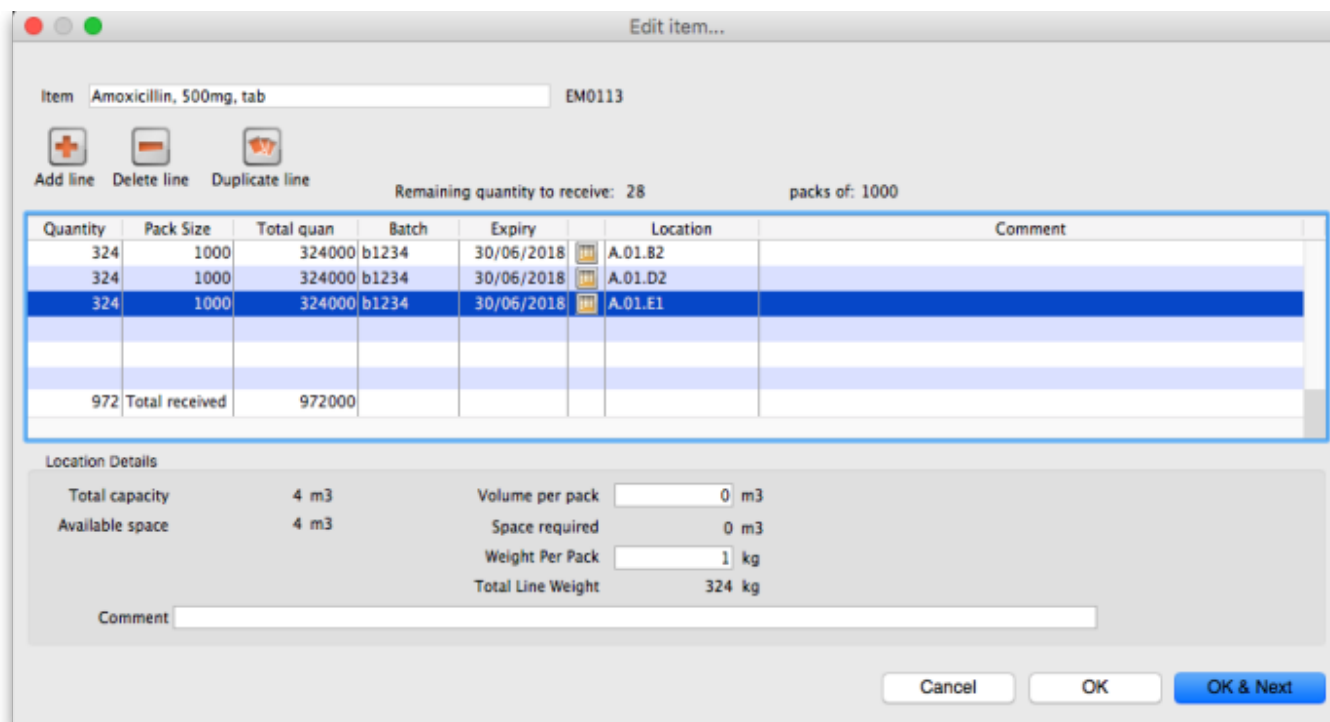 Edit item...
Item Amoxicillin, 500mg, tab EM0113
Add line Delete line Duplicate line
Remaining quantity to receive: 28 packs of: 1000
Quantity Pack Size Total quan Batch Expiry Location Comment
324 1000 324000 b1234 30/06/2018 A.01.B2
324 1000 324000 b1234 30/06/2018 A.01.D2
324 1000 324000 b1234 30/06/2018 A.01.E1
972 Total received 972000
Location Details
Total capacity 4 m3 Volume per pack 0 m3
Available space 4 m3 Space required 0 m3
Weight Per Pack 1 kg
Total Line Weight 324 kg
Comment
Cancel OK OK & Next